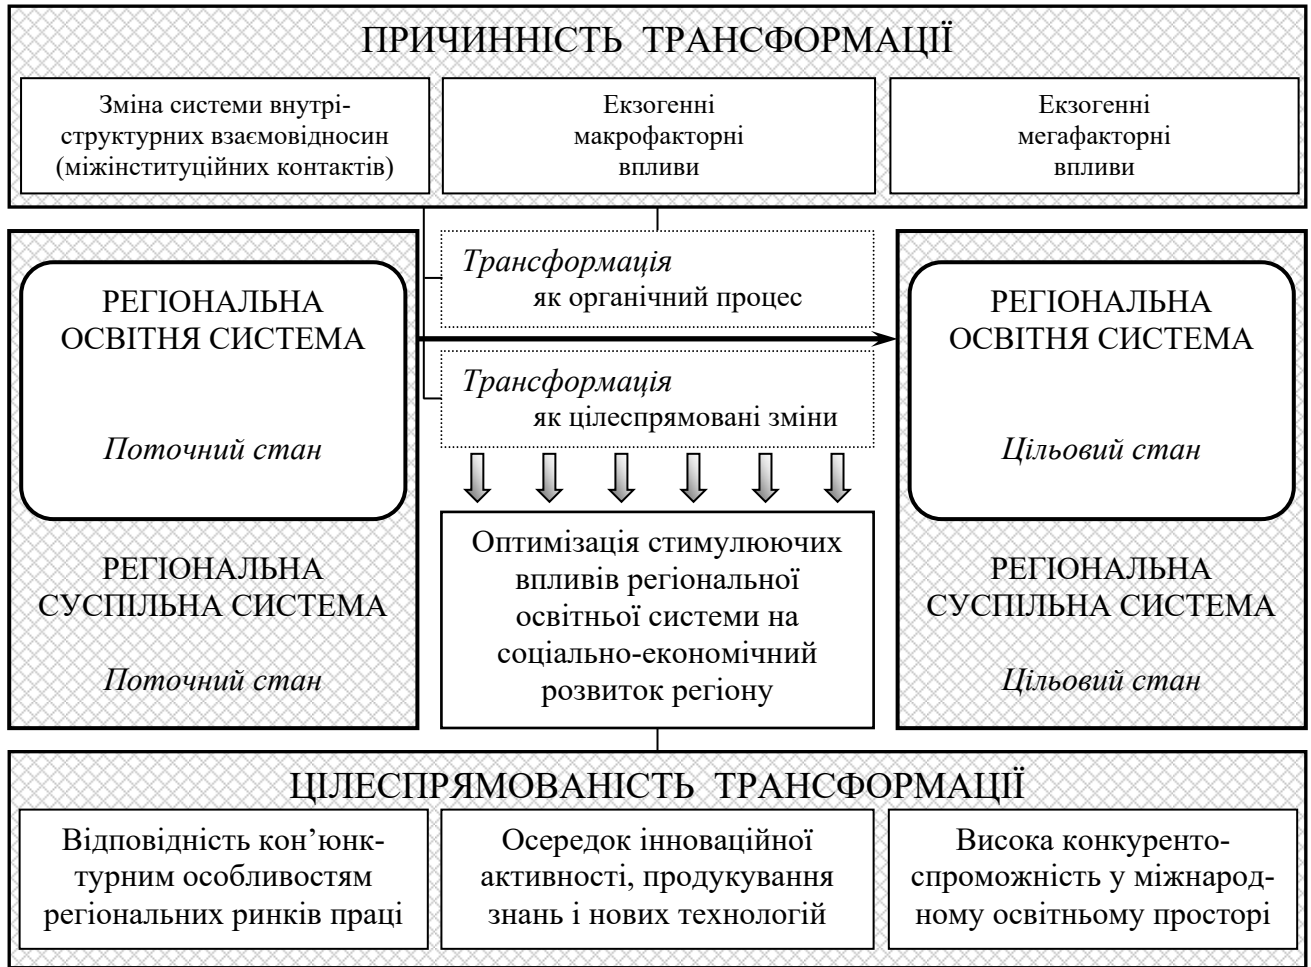 ПРИЧИННІСТЬ ТРАНСФОРМАЦІЇ
Зміна системи внутрі-
структурних взаємовідносин
(міжінституційних контактів)
Екзогенні
макрофакторні
впливи
Екзогенні
мегафакторні
впливи
РЕГІОНАЛЬНА
ОСВІТНЯ СИСТЕМА
Поточний стан
РЕГІОНАЛЬНА
СУСПІЛЬНА СИСТЕМА
Поточний стан
Трансформація
як органічний процес
Трансформація
як цілеспрямовані зміни
Оптимізація стимулюючих
впливів регіональної
освітньої системи на
соціально-економічний
розвиток регіону
РЕГІОНАЛЬНА
ОСВІТНЯ СИСТЕМА
Цільовий стан
РЕГІОНАЛЬНА
СУСПІЛЬНА СИСТЕМА
Цільовий стан
ЦІЛЕСПРЯМОВАНІСТЬ ТРАНСФОРМАЦІЇ
Відповідність кон’юнк-
турним особливостям
регіональних ринків праці
Осередок інноваційної
активності, продукування
знань і нових технологій
Висока конкуренто-
спроможність у міжнарод-
ному освітньому просторі